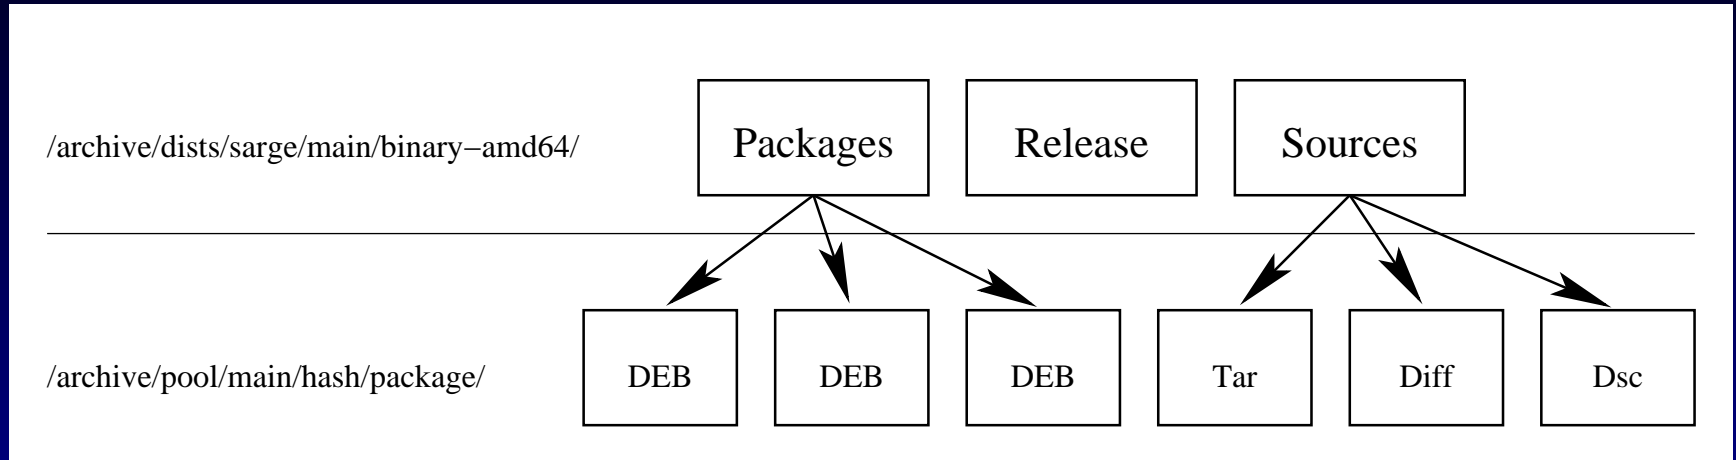 /archive/dists/sarge/main/binary−amd64/ Packages Release Sources
/archive/pool/main/hash/package/ DEB DEB DEB Tar Diff Dsc